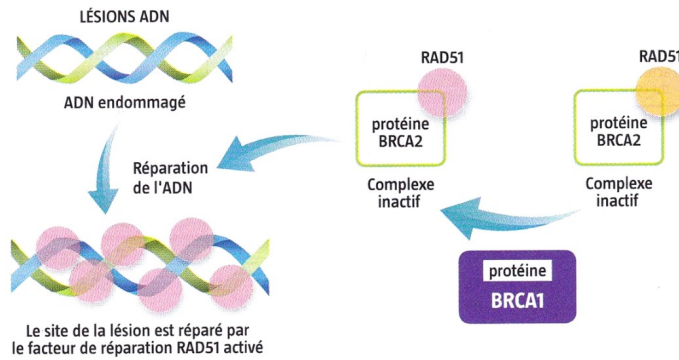 LÉSIONS ADN
ADN endommagé
Réparation
de l'ADN
Le site de la lésion est réparé par
le facteur de réparation RAD51 activé
RAD51
protéine
BRCA2
Complexe
inactif
RAD51
protéine
BRCA2
Complexe
inactif
protéine
BRCA1